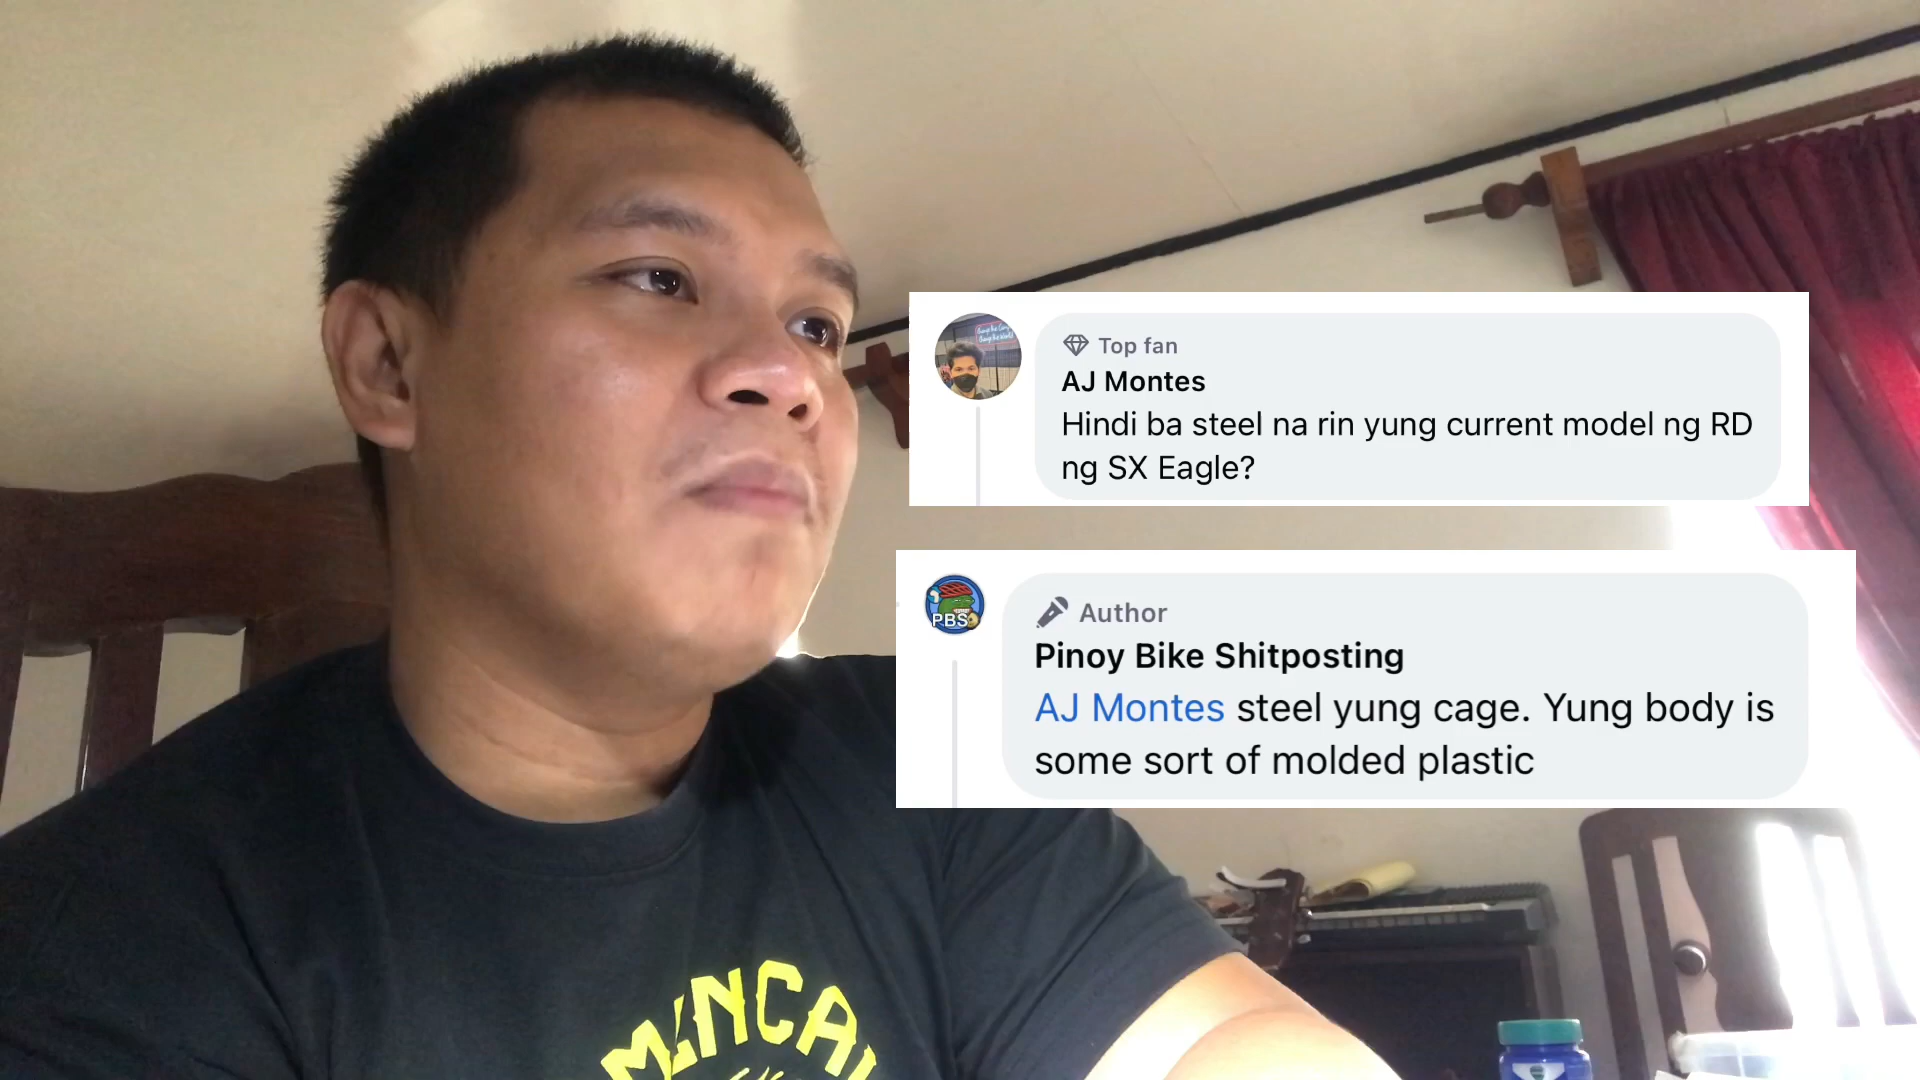 Top fan
AJ Montes
Hindi ba steel na rin yung current model ng RD
ng SX Eagle?
PBS
Author
Pinoy Bike Shitposting
AJ Montes steel yung cage. Yung body is
some sort of molded plastic